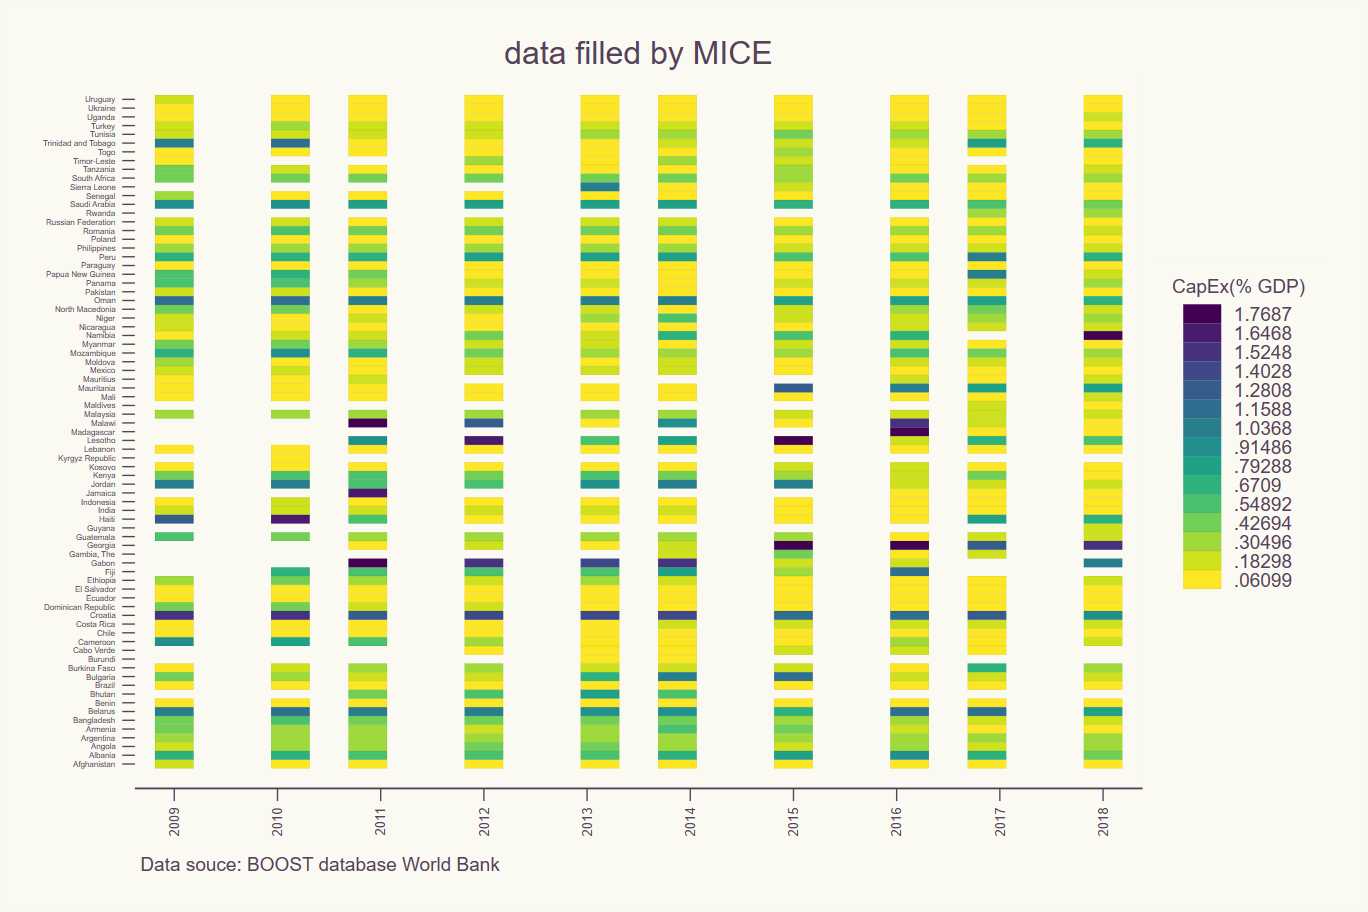 data filled by MICE
Uruguay
Ukraine
Uganda
Turkey
Tunisia
Trinidad and Tobago
Togo
Timor-Leste
Tanzania
South Africa
Sierra Leone
Senegal
Saudi Arabia
Rwanda
Russian Federation
Romania
Poland
Philippines
Peru
Paraguay
Papua New Guinea
Panama
Pakistan
Oman
North Macedonia
Niger
Nicaragua
Namibia
Myanmar
Mozambique
Moldova
Mexico
Mauritius
Mauritania
Mali
Maldives
Malaysia
Malawi
Madagascar
Lesotho
Lebanon
Kyrgyz Republic
Kosovo
Kenya
Jordan
Jamaica
Indonesia
India
Haiti
Guyana
Guatemala
Georgia
Gambia, The
Gabon
Fiji
Ethiopia
El Salvador
Ecuador
Dominican Republic
Croatia
Costa Rica
Chile
Cameroon
Cabo Verde
Burundi
Burkina Faso
Bulgaria
Brazil
Bhutan
Benin
Belarus
Bangladesh
Armenia
Argentina
Angola
Albania
Afghanistan
2009
2010
2011
2012
2013
2014
2015
2016
2017
2018
CapEx(% GDP)
1.7687
1.6468
1.5248
1.4028
1.2808
1.1588
1.0368
.91486
.79288
.6709
.54892
.42694
.30496
.18298
.06099
Data souce: BOOST database World Bank